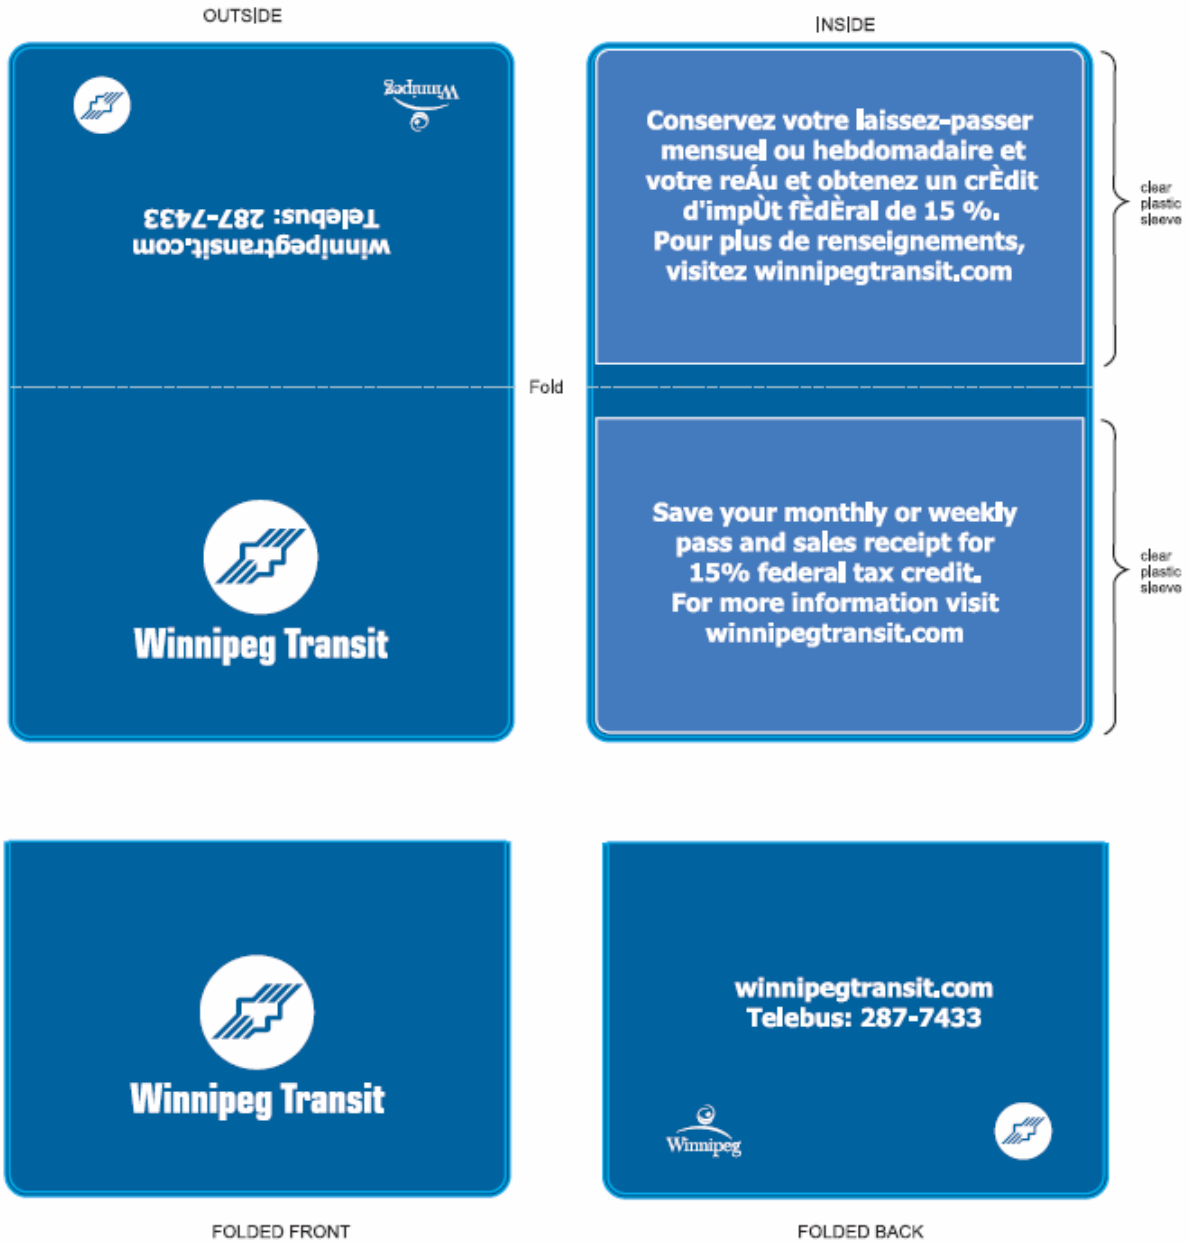 OUTSIDE
INSIDE
Winnipeg
Telebus: 287-7433
winnipegtransit.com
Conservez votre laissez-passer
mensuel ou hebdomadaire et
votre reÁu et obtenez un crÈdit
d'impÙt fÈdÈral de 15 %.
Pour plus de renseignements,
visitez winnipegtransit.com
clear
plastic
sleeve
Fold
Winnipeg Transit
Save your monthly or weekly
pass and sales receipt for
15% federal tax credit.
For more information visit
winnipegtransit.com
clear
plastic
sleeve
Winnipeg Transit
winnipegtransit.com
Telebus: 287-7433
Winnipeg
FOLDED FRONT
FOLDED BACK